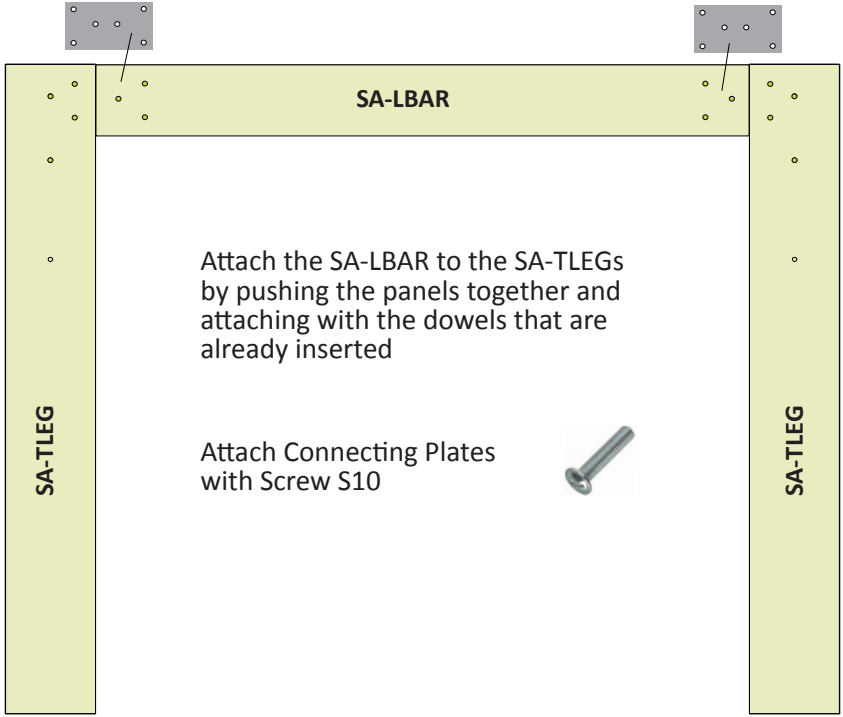 SA-LBAR
Attach the SA-LBAR to the SA-TLEGs
by pushing the panels together and
attaching with the dowels that are
already inserted
SA-TLEG
SA-TLEG
Attach Connecting Plates
with Screw S10